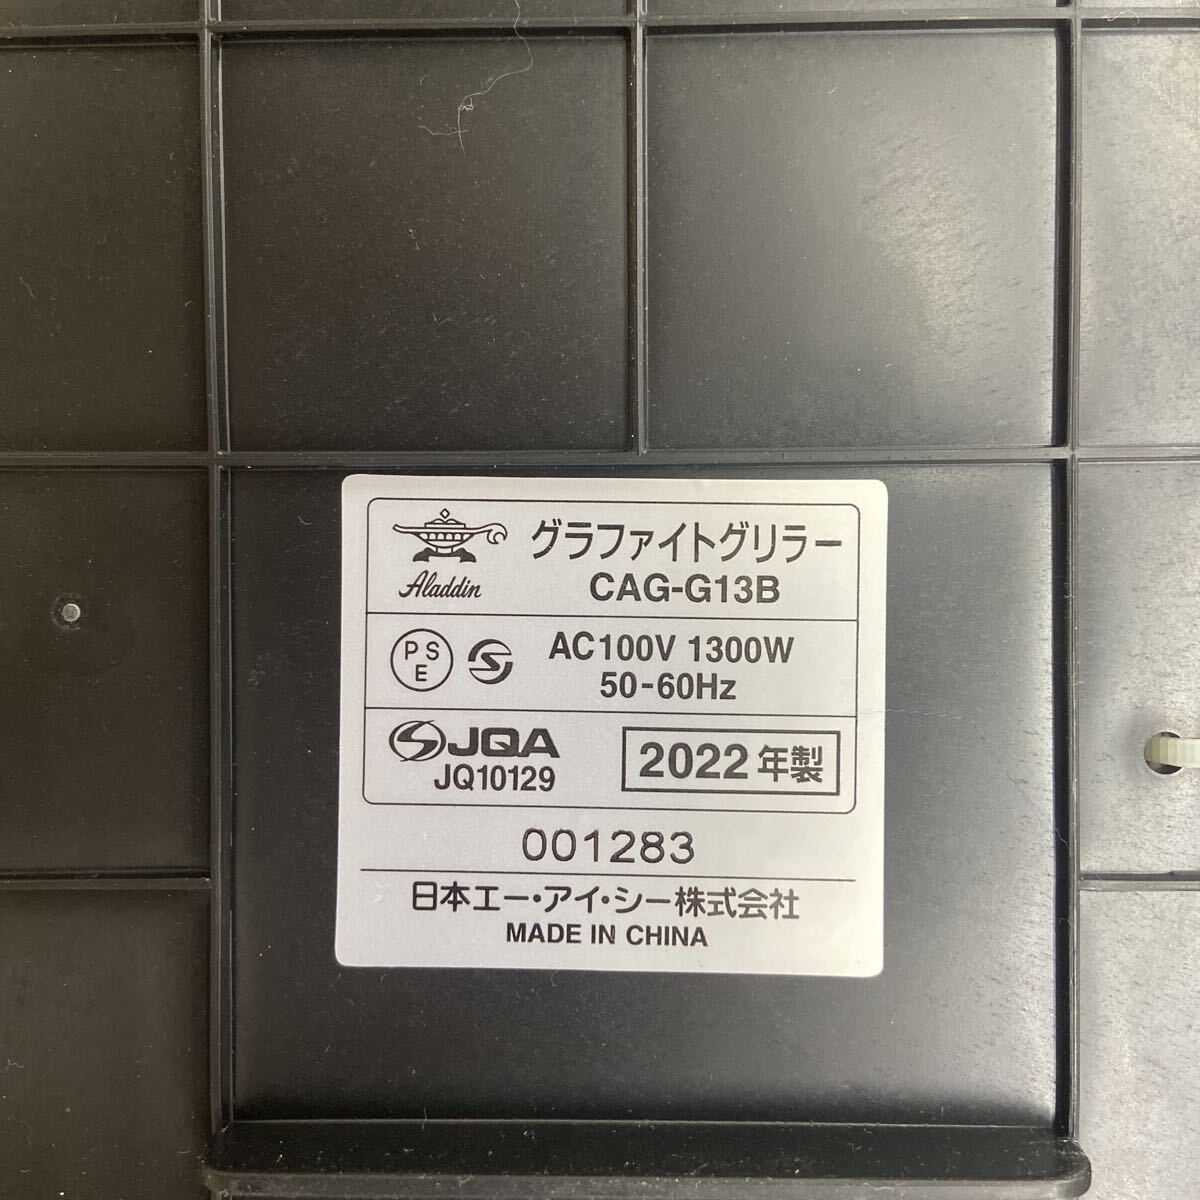 グラファイトグリラー
Aladdin
CAG-G13B
PSE
AC100V 1300W
50-60Hz
JQA
JQ10129
2022年製
001283
日本エー・アイ・シー株式会社
MADE IN CHINA